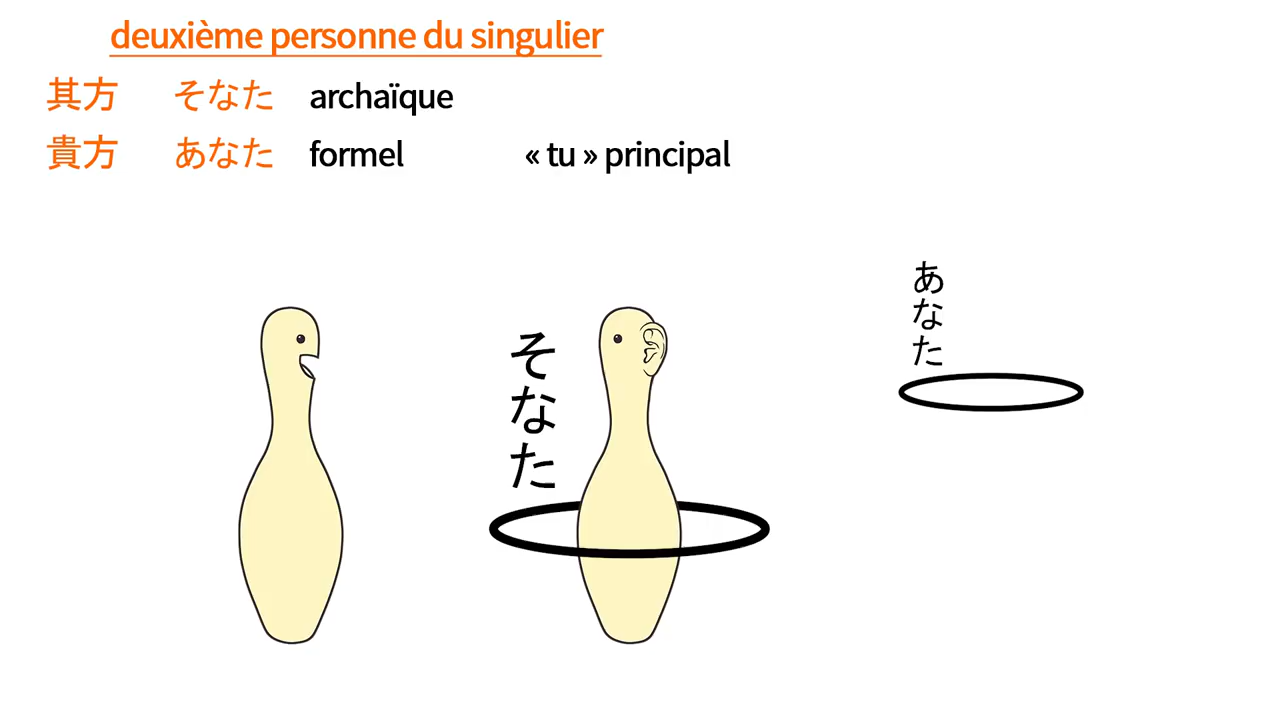 deuxième personne du singulier
其方 そなた archaïque
貴方 あなた formel « tu » principal
そなた
あなた